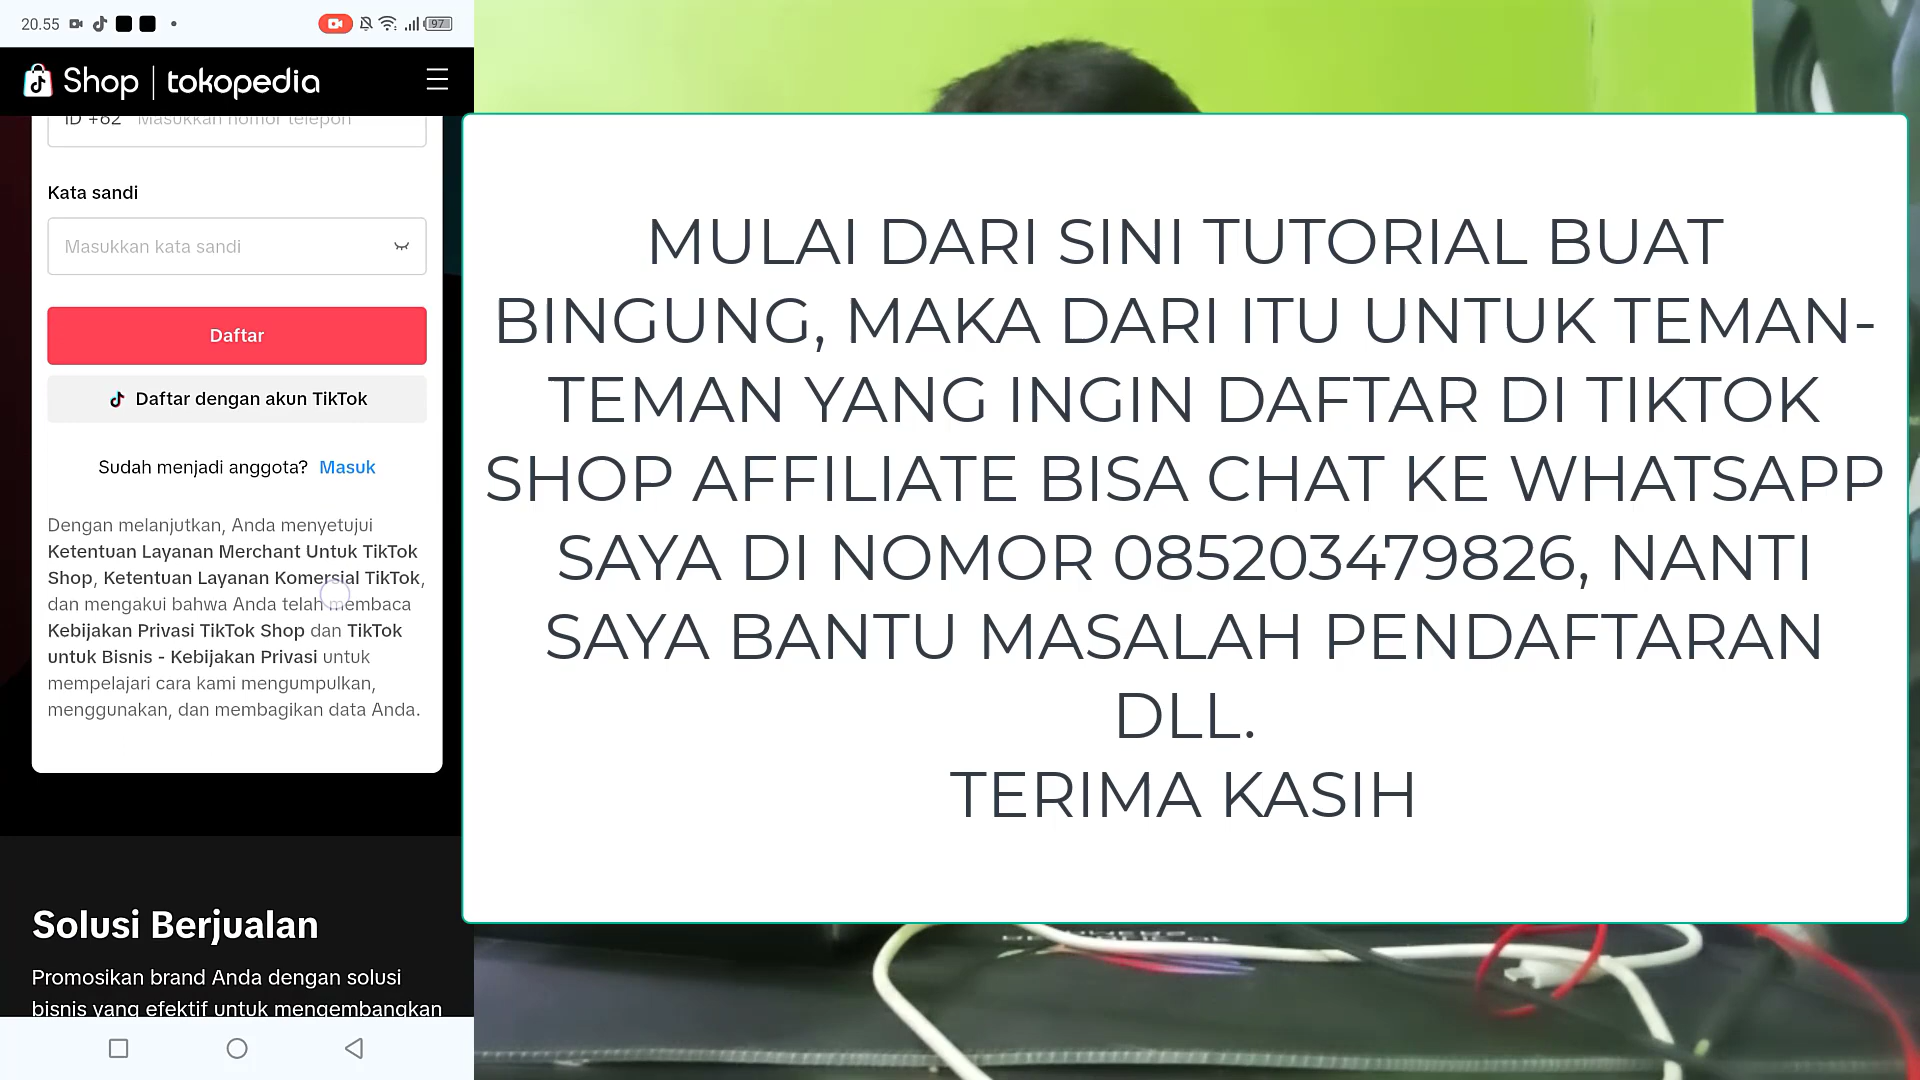 20.55
97
Shop | tokopedia
ID +62 Masukkan nomor telepon
Kata sandi
Masukkan kata sandi
Daftar
Daftar dengan akun TikTok
Sudah menjadi anggota? Masuk
Dengan melanjutkan, Anda menyetujui
Ketentuan Layanan Merchant Untuk TikTok
Shop, Ketentuan Layanan Komersial TikTok,
dan mengakui bahwa Anda telah membaca
Kebijakan Privasi TikTok Shop dan TikTok
untuk Bisnis - Kebijakan Privasi untuk
mempelajari cara kami mengumpulkan,
menggunakan, dan membagikan data Anda.
Solusi Berjualan
Promosikan brand Anda dengan solusi
bisnis yang efektif untuk mengembangkan
MULAI DARI SINI TUTORIAL BUAT
BINGUNG, MAKA DARI ITU UNTUK TEMAN-
TEMAN YANG INGIN DAFTAR DI TIKTOK
SHOP AFFILIATE BISA CHAT KE WHATSAPP
SAYA DI NOMOR 085203479826, NANTI
SAYA BANTU MASALAH PENDAFTARAN
DLL.
TERIMA KASIH